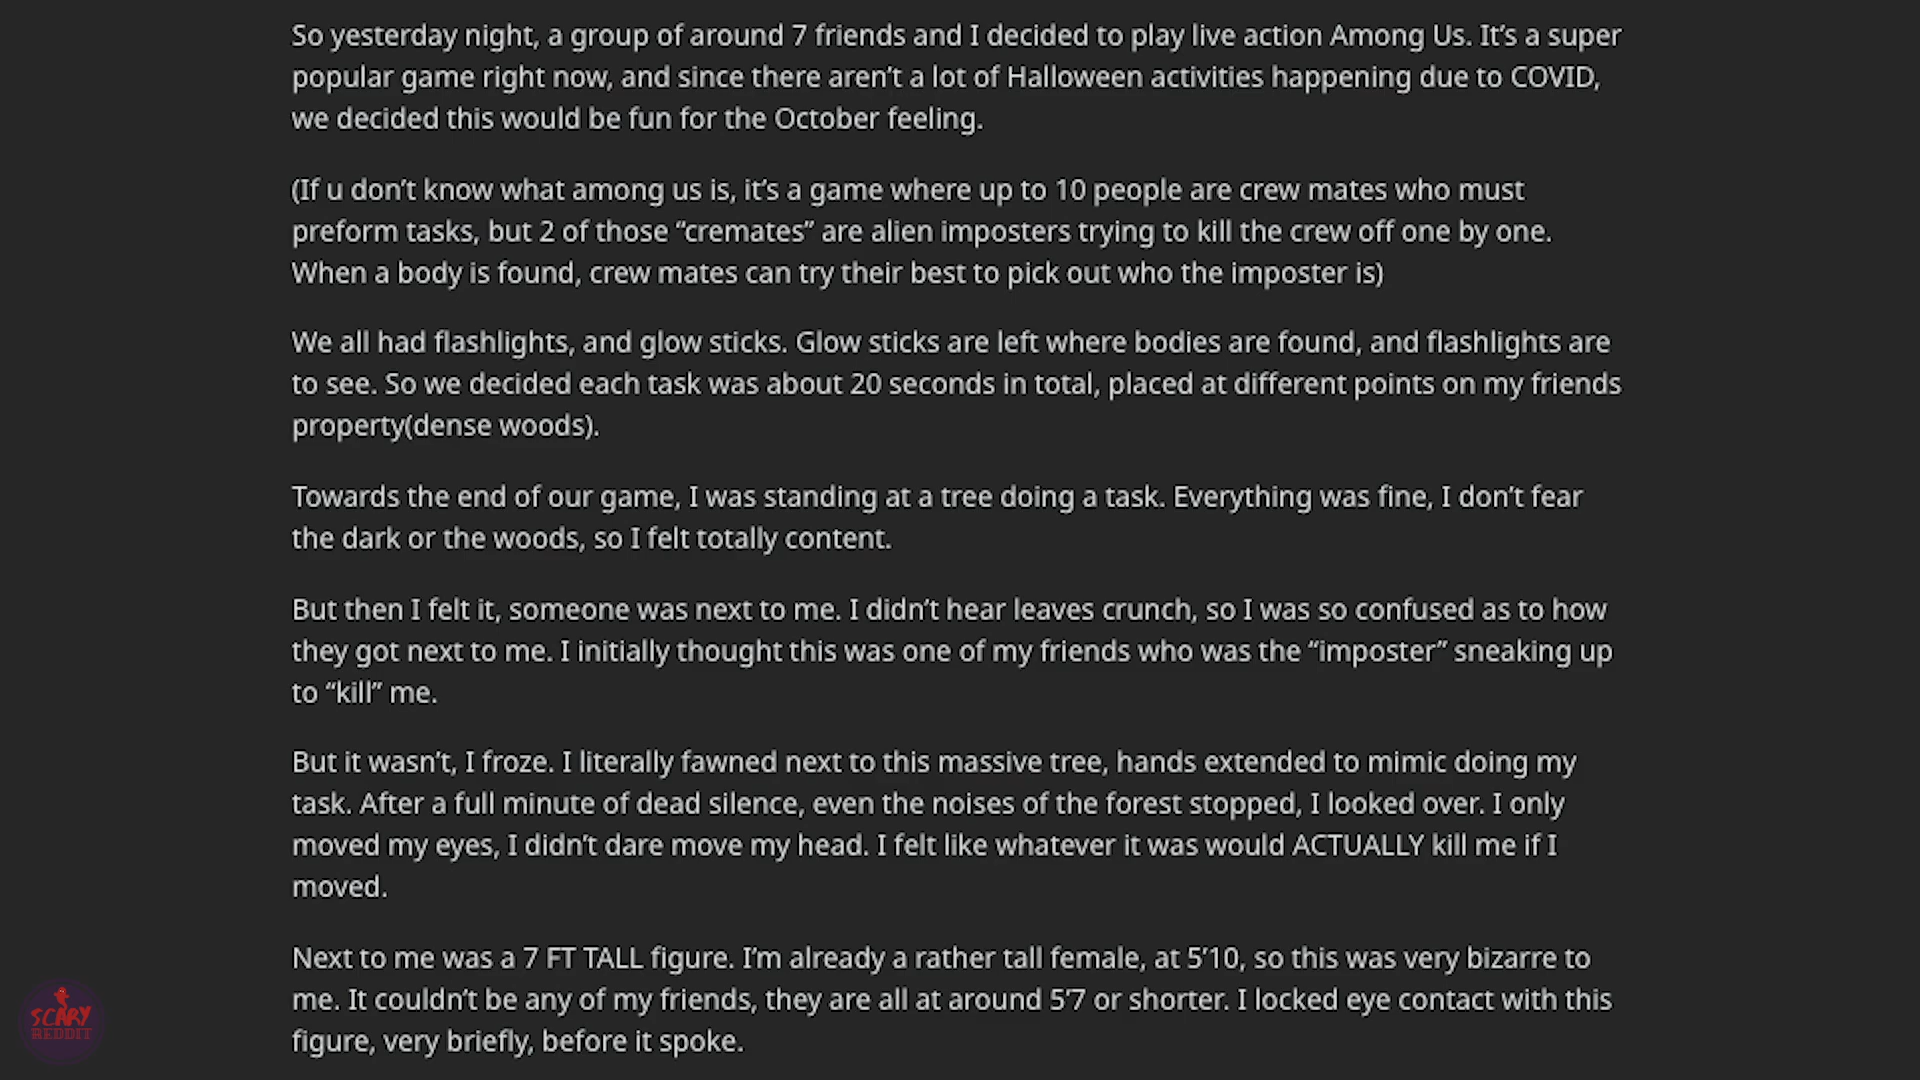 So yesterday night, a group of around 7 friends and I decided to play live action Among Us. It’s a super
popular game right now, and since there aren’t a lot of Halloween activities happening due to COVID,
we decided this would be fun for the October feeling.
(If u don’t know what among us is, it’s a game where up to 10 people are crew mates who must
preform tasks, but 2 of those “cremates” are alien imposters trying to kill the crew off one by one.
When a body is found, crew mates can try their best to pick out who the imposter is)
We all had flashlights, and glow sticks. Glow sticks are left where bodies are found, and flashlights are
to see. So we decided each task was about 20 seconds in total, placed at different points on my friends
property(dense woods).
Towards the end of our game, I was standing at a tree doing a task. Everything was fine, I don’t fear
the dark or the woods, so I felt totally content.
But then I felt it, someone was next to me. I didn’t hear leaves crunch, so I was so confused as to how
they got next to me. I initially thought this was one of my friends who was the “imposter” sneaking up
to “kill” me.
But it wasn’t, I froze. I literally fawned next to this massive tree, hands extended to mimic doing my
task. After a full minute of dead silence, even the noises of the forest stopped, I looked over. I only
moved my eyes, I didn’t dare move my head. I felt like whatever it was would ACTUALLY kill me if I
moved.
Next to me was a 7 FT TALL figure. I’m already a rather tall female, at 5’10, so this was very bizarre to
me. It couldn’t be any of my friends, they are all at around 5’7 or shorter. I locked eye contact with this
figure, very briefly, before it spoke.
SCARY
REDDIT